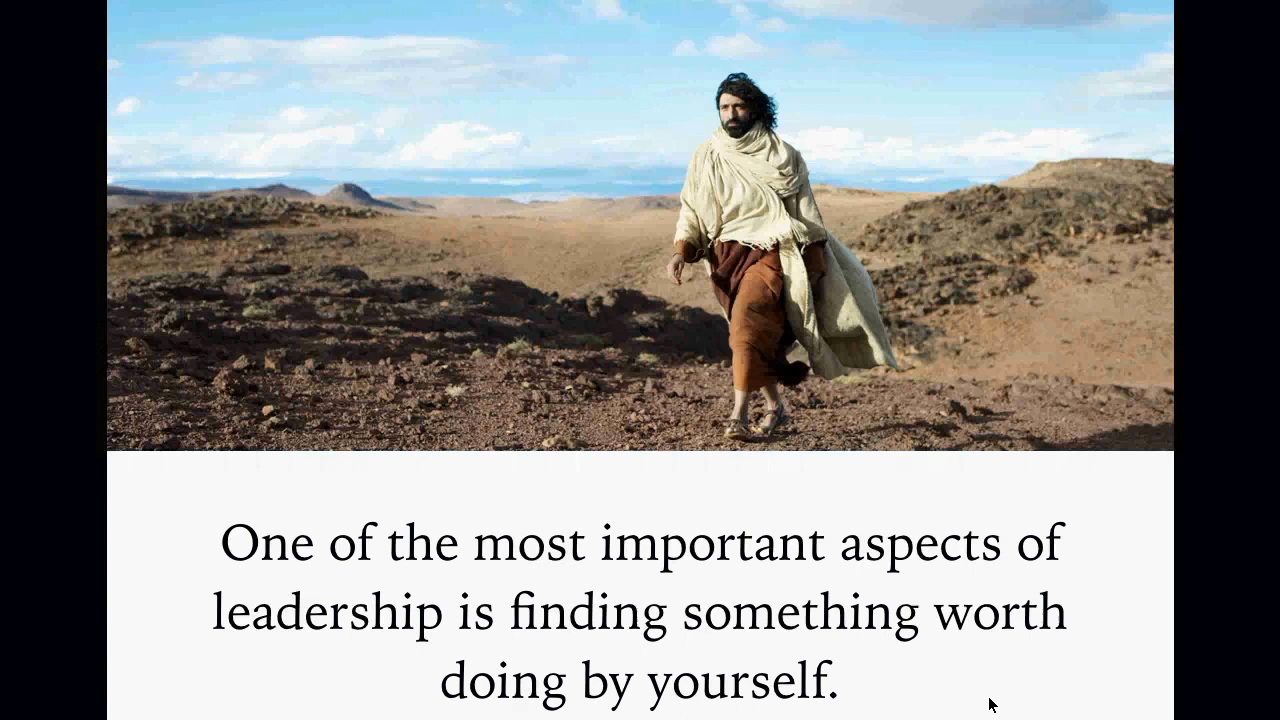 One of the most important aspects of
leadership is finding something worth
doing by yourself.